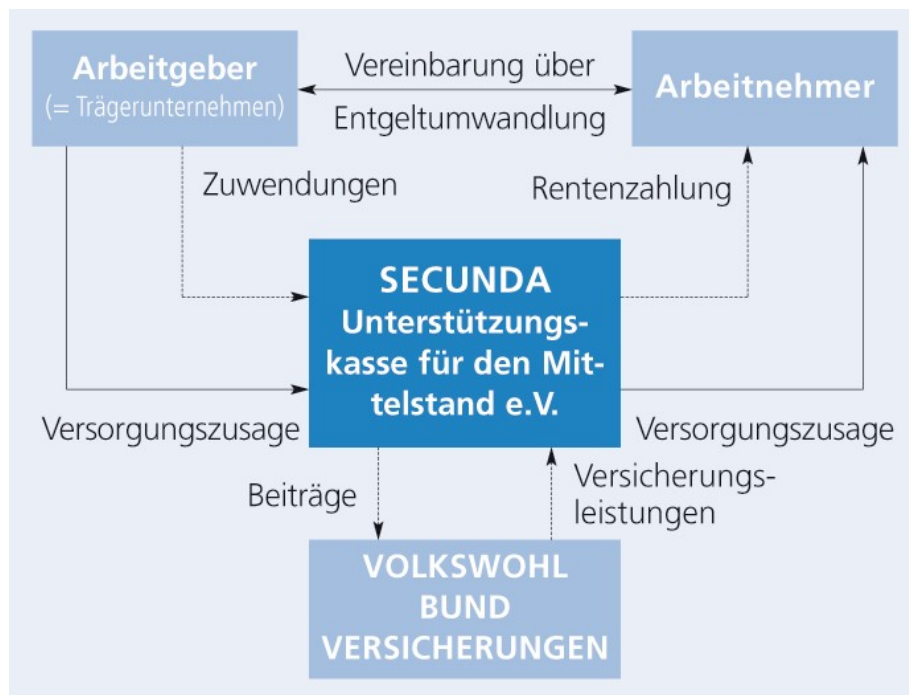 Arbeitgeber
(= Trägerunternehmen)
Vereinbarung über
Entgeltumwandlung
Arbeitnehmer
Zuwendungen
Rentenzahlung
SECUNDA
Unterstützungs-
kasse für den Mit-
telstand e.V.
Versorgungszusage
Versorgungszusage
Beiträge
Versicherungs-
leistungen
VOLKSWOHL
BUND
VERSICHERUNGEN